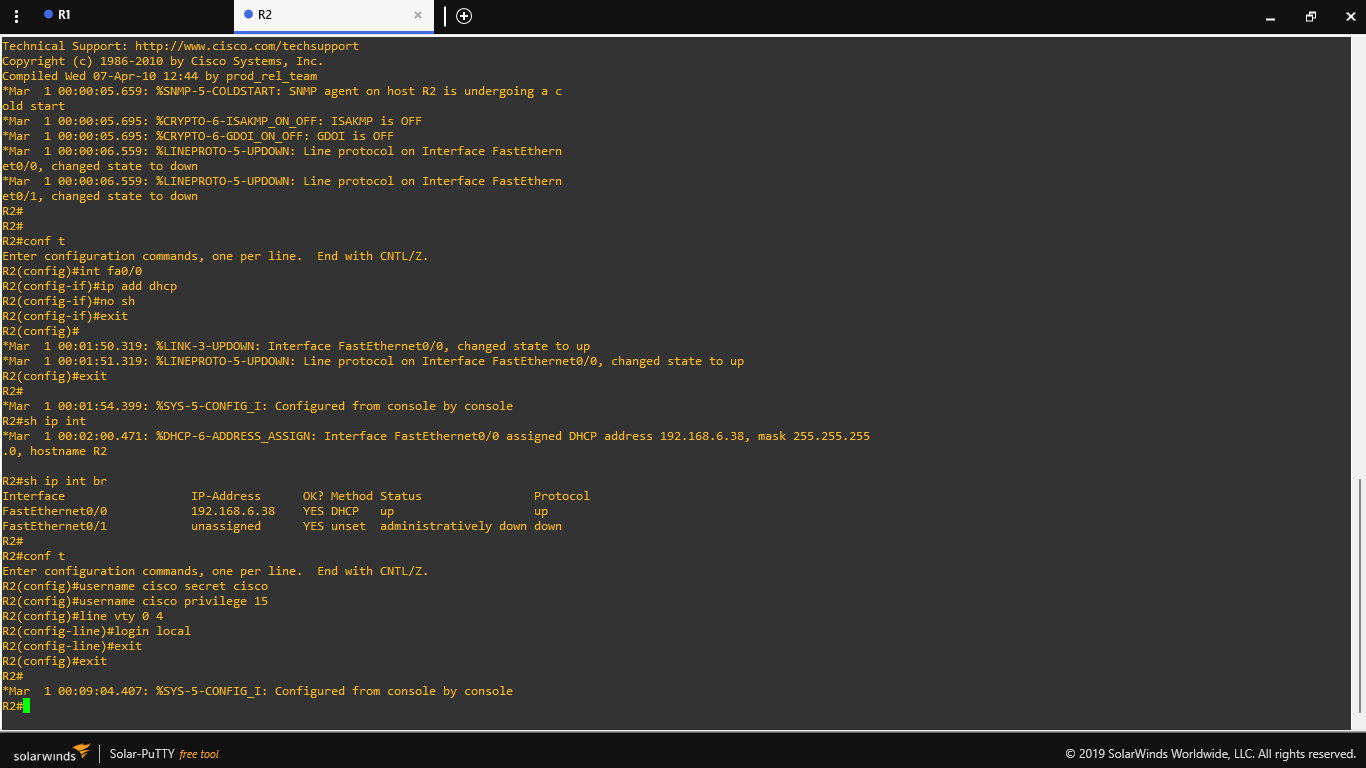 R1
R2
Technical Support: http://www.cisco.com/techsupport
Copyright (c) 1986-2010 by Cisco Systems, Inc.
Compiled Wed 07-Apr-10 12:44 by prod_rel_team
*Mar  1 00:00:05.659: %SNMP-5-COLDSTART: SNMP agent on host R2 is undergoing a c
old start
*Mar  1 00:00:05.695: %CRYPTO-6-ISAKMP_ON_OFF: ISAKMP is OFF
*Mar  1 00:00:05.695: %CRYPTO-6-GDOI_ON_OFF: GDOI is OFF
*Mar  1 00:00:06.559: %LINEPROTO-5-UPDOWN: Line protocol on Interface FastEthern
et0/0, changed state to down
*Mar  1 00:00:06.559: %LINEPROTO-5-UPDOWN: Line protocol on Interface FastEthern
et0/1, changed state to down
R2#
R2#
R2#conf t
Enter configuration commands, one per line.  End with CNTL/Z.
R2(config)#int fa0/0
R2(config-if)#ip add dhcp
R2(config-if)#no sh
R2(config-if)#exit
R2(config)#
*Mar  1 00:01:50.319: %LINK-3-UPDOWN: Interface FastEthernet0/0, changed state to up
*Mar  1 00:01:51.319: %LINEPROTO-5-UPDOWN: Line protocol on Interface FastEthernet0/0, changed state to up
R2(config)#exit
R2#
*Mar  1 00:01:54.399: %SYS-5-CONFIG_I: Configured from console by console
R2#sh ip int
*Mar  1 00:02:00.471: %DHCP-6-ADDRESS_ASSIGN: Interface FastEthernet0/0 assigned DHCP address 192.168.6.38, mask 255.255.255
.0, hostname R2
R2#sh ip int br
Interface                  IP-Address      OK? Method Status                Protocol
FastEthernet0/0            192.168.6.38    YES DHCP   up                    up
FastEthernet0/1            unassigned      YES unset  administratively down down
R2#
R2#conf t
Enter configuration commands, one per line.  End with CNTL/Z.
R2(config)#username cisco secret cisco
R2(config)#username cisco privilege 15
R2(config)#line vty 0 4
R2(config-line)#login local
R2(config-line)#exit
R2(config)#exit
R2#
*Mar  1 00:09:04.407: %SYS-5-CONFIG_I: Configured from console by console
R2#
solarwinds Solar-PuTTY free tool © 2019 SolarWinds Worldwide, LLC. All rights reserved.